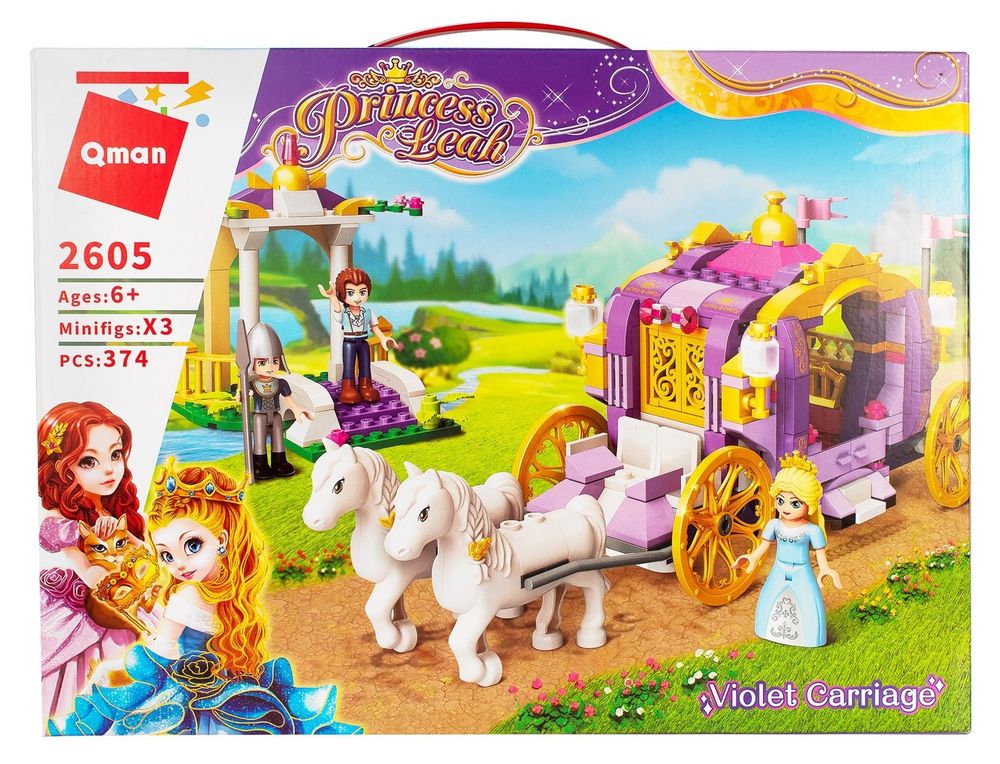 Princess
Leah
Qman
2605
Ages:6+
Minifigs:X3
PCS:374
Violet Carriage